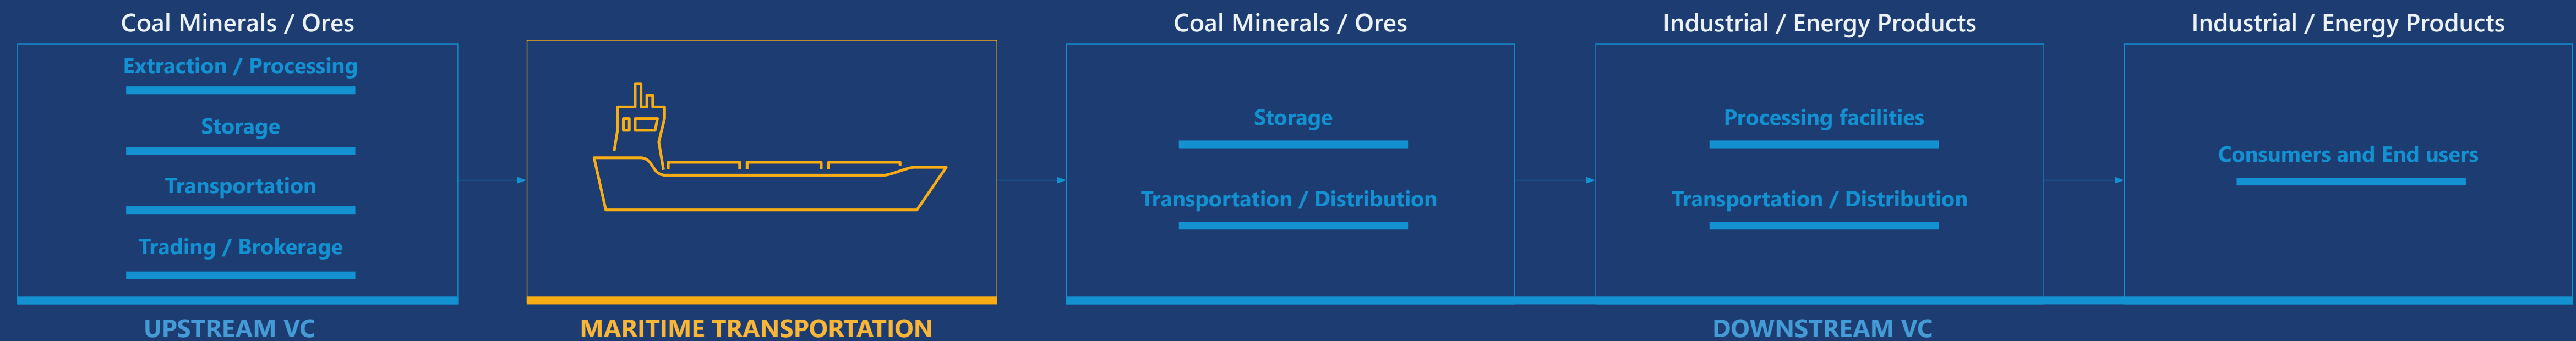 Coal Minerals / Ores
Extraction / Processing
Storage
Transportation
Trading / Brokerage
UPSTREAM VC
MARITIME TRANSPORTATION
Coal Minerals / Ores
Storage
Transportation / Distribution
Industrial / Energy Products
Processing facilities
Transportation / Distribution
Industrial / Energy Products
Consumers and End users
DOWNSTREAM VC